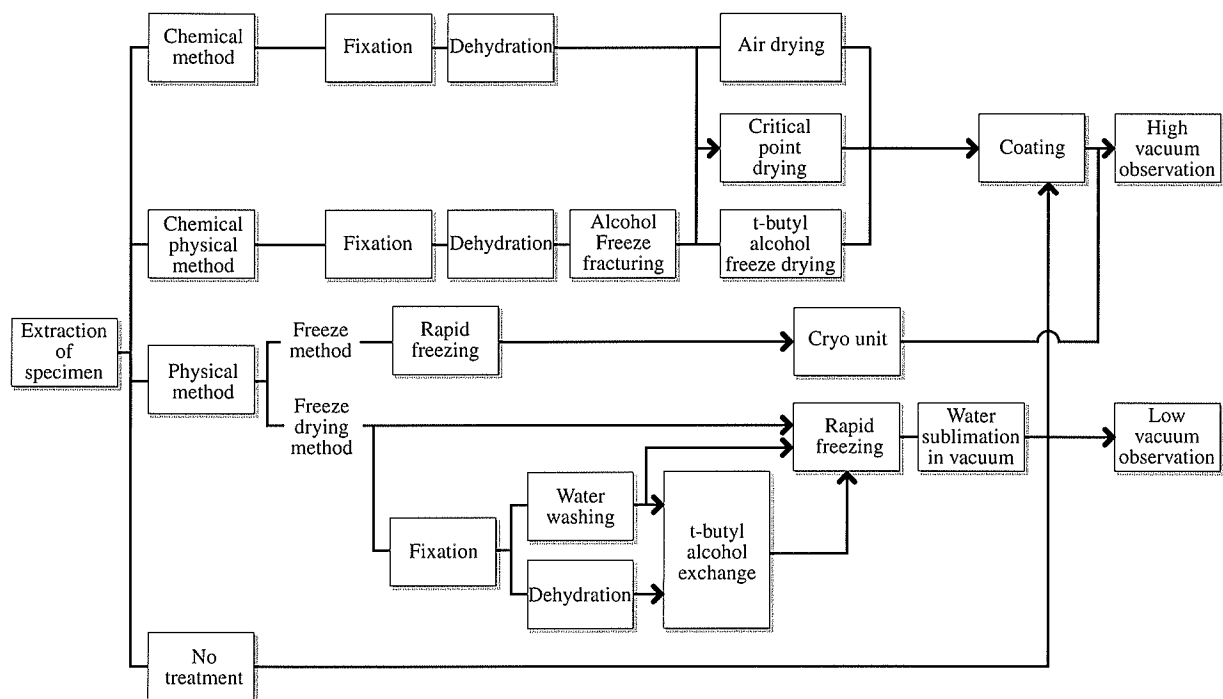 Chemical
method
Fixation
Dehydration
Air drying
Critical
point
drying
Coating
High
vacuum
observation
Chemical
physical
method
Fixation
Dehydration
Alcohol
Freeze
fracturing
t-butyl
alcohol
freeze drying
Extraction
of
specimen
Physical
method
Freeze
method
Rapid
freezing
Cryo unit
Freeze
drying
method
Rapid
freezing
Water
sublimation
in vacuum
Low
vacuum
observation
Fixation
Water
washing
Dehydration
t-butyl
alcohol
exchange
No
treatment